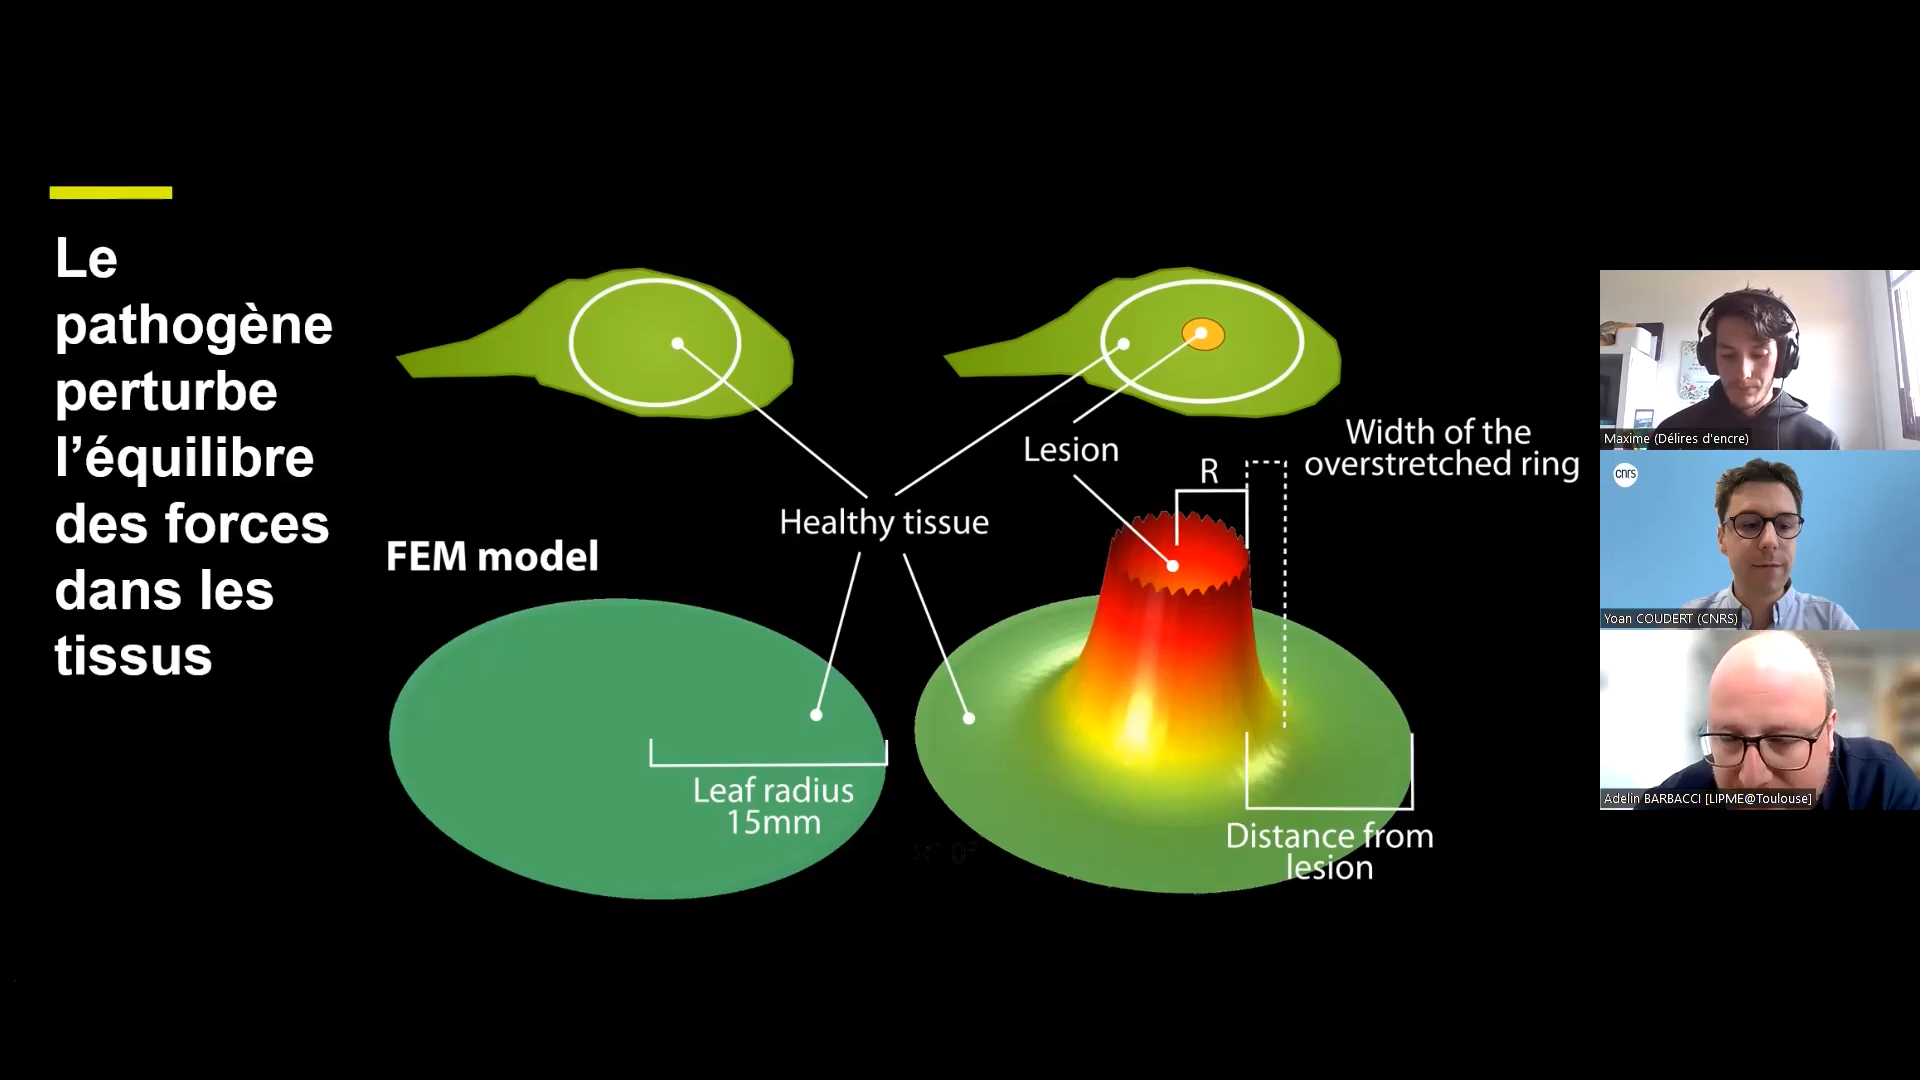 Le
pathogène
perturbe
l’équilibre
des forces
dans les
tissus
FEM model
Healthy tissue
Lesion
R
Width of the
overstretched ring
Leaf radius
15mm
Distance from
lesion
Maxime (Délires d'encre)
cnrs
Yoan COUDERT (CNRS)
Adelin BARBACCI [LIPME@Toulouse]